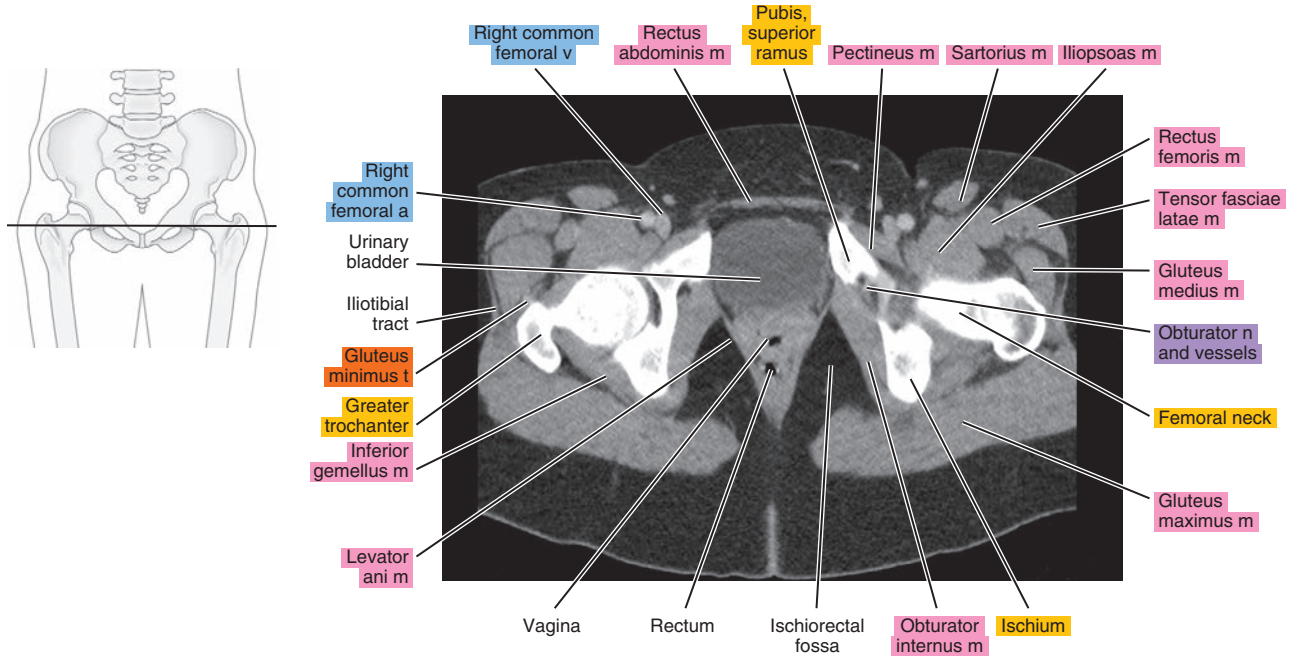 Right common
femoral v
Rectus
abdominis m
Pubis,
superior
ramus
Pectineus m
Sartorius m
Iliopsoas m
Rectus
femoris m
Tensor fasciae
latae m
Gluteus
medius m
Obturator n
and vessels
Femoral neck
Gluteus
maximus m
Right
common
femoral a
Urinary
bladder
Iliotibial
tract
Gluteus
minimus t
Greater
trochanter
Inferior
gemellus m
Levator
ani m
Vagina
Rectum
Ischiorectal
fossa
Obturator
internus m
Ischium